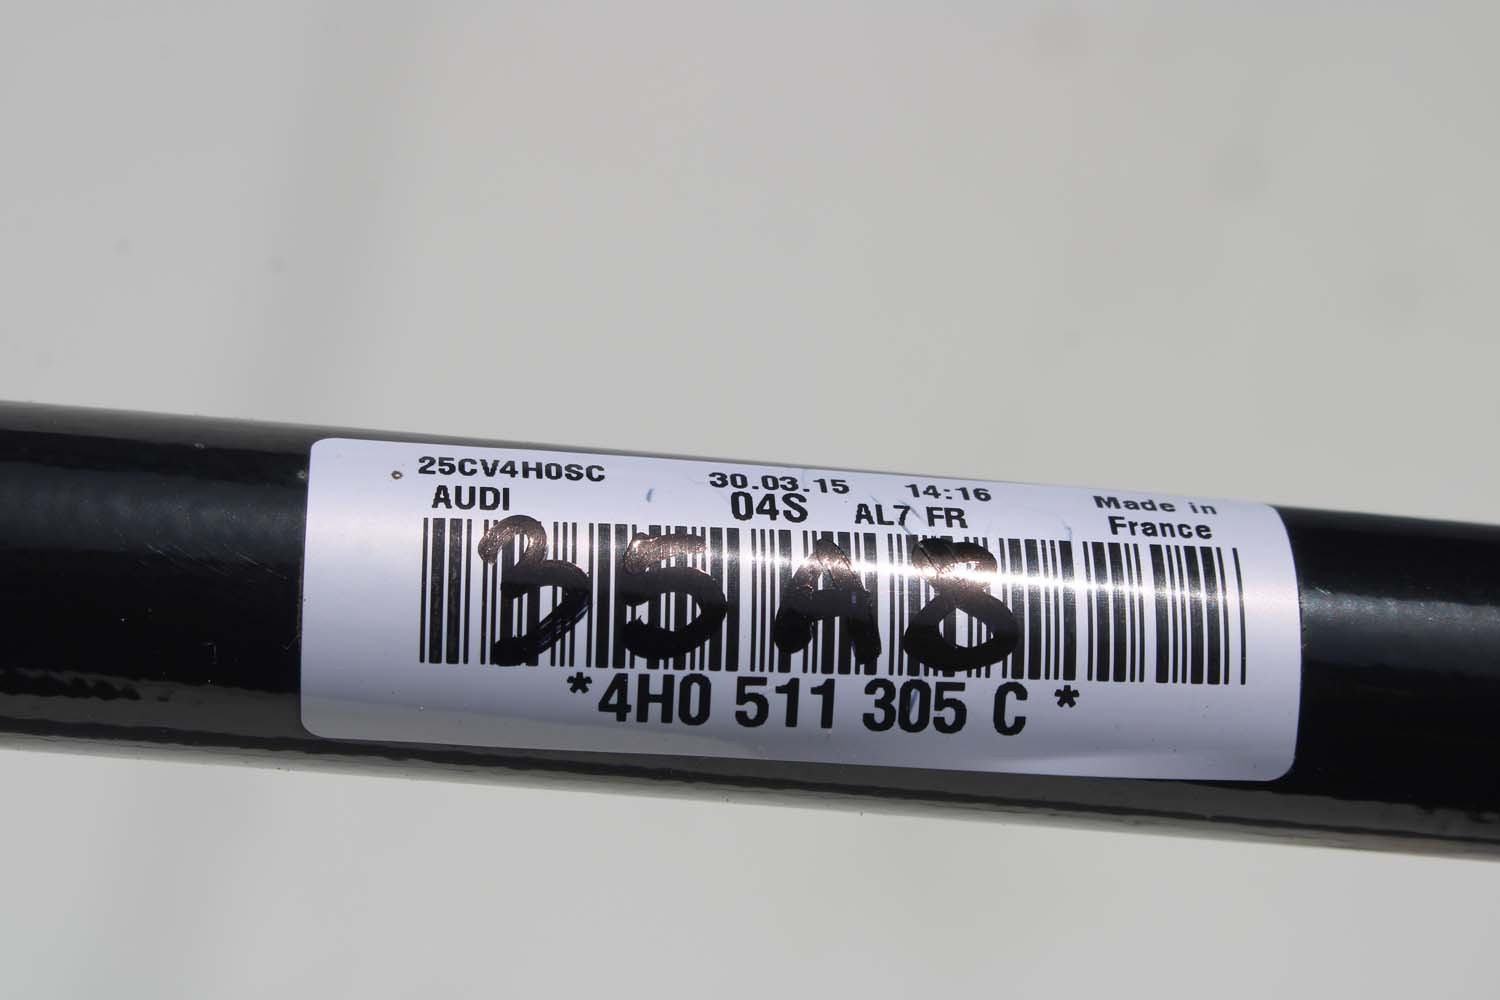 25CV4H0SC 30.03.15 14:16 Made in
AUDI 04S AL7 FR France
35A8
*4H0 511 305 C *